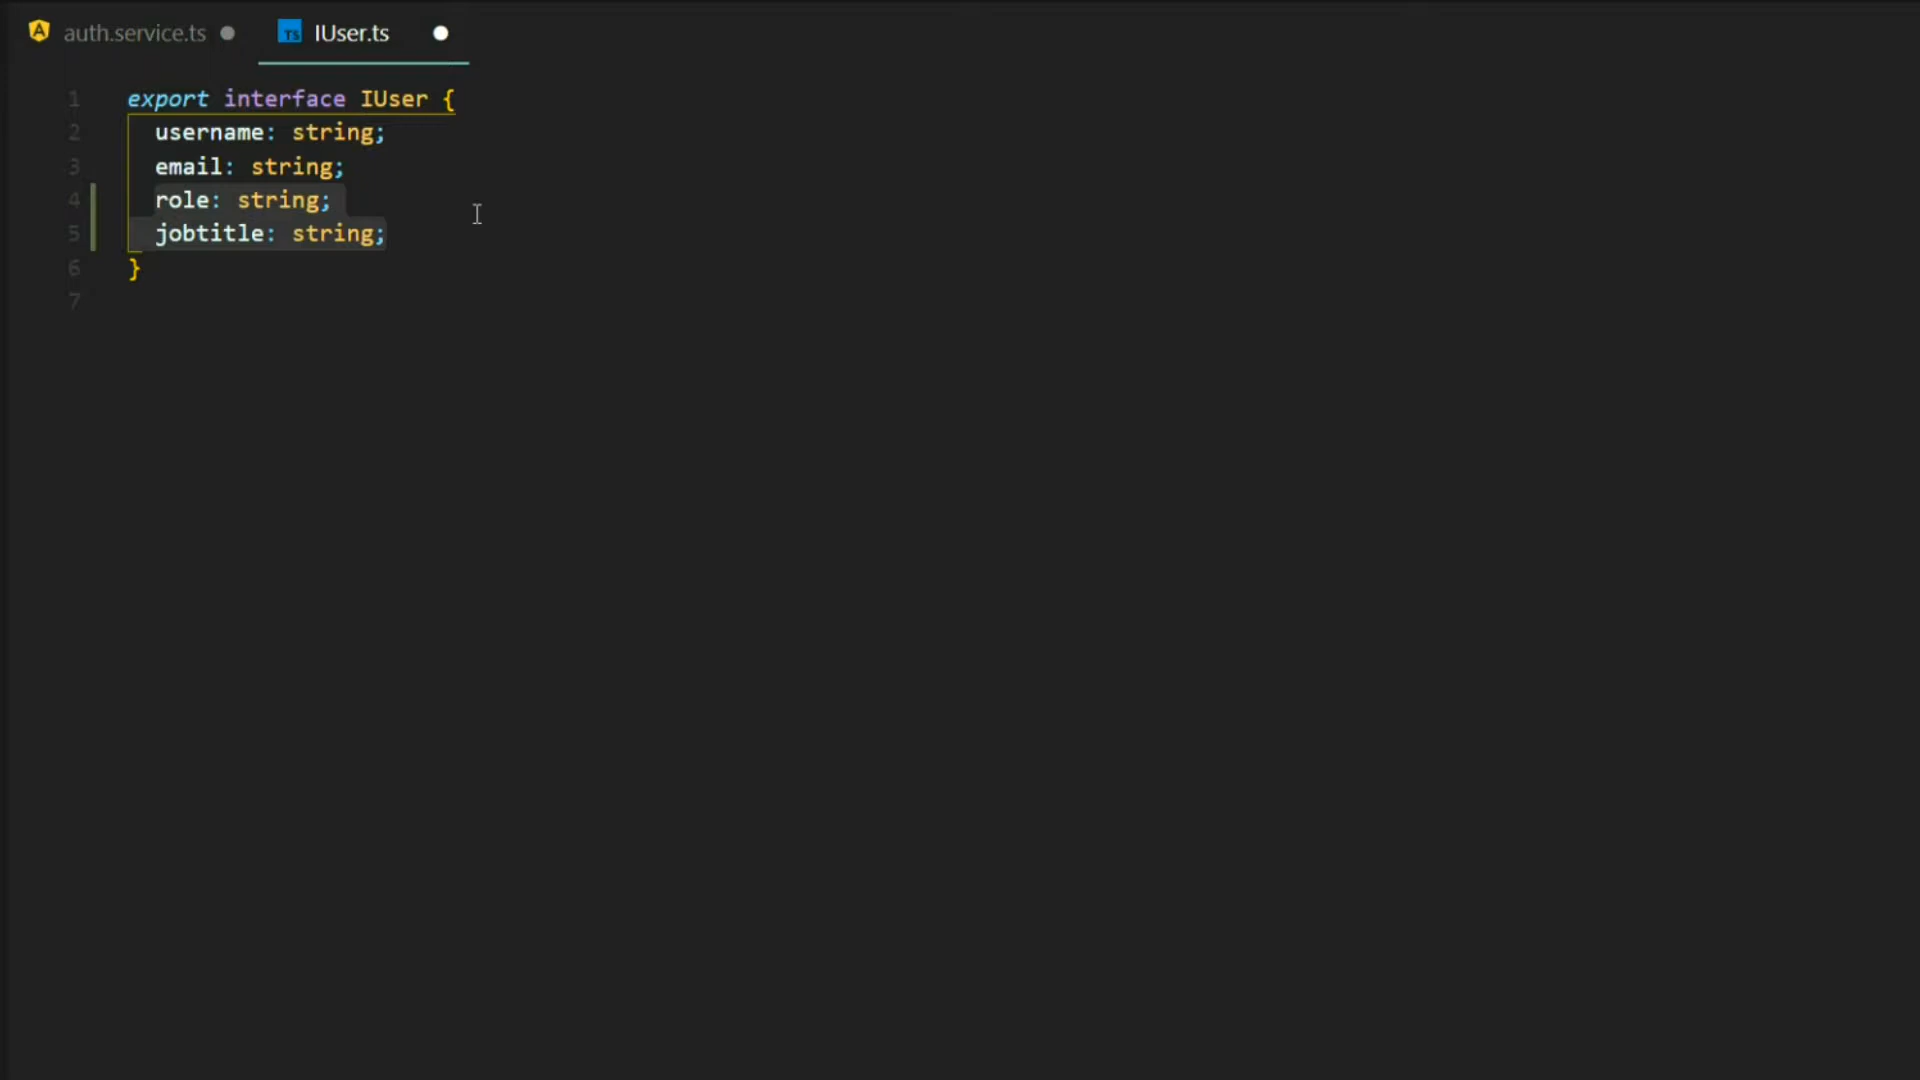 auth.service.ts
TS IUser.ts
1 export interface IUser {
2 username: string;
3 email: string;
4 role: string;
5 jobtitle: string;
6 }
7